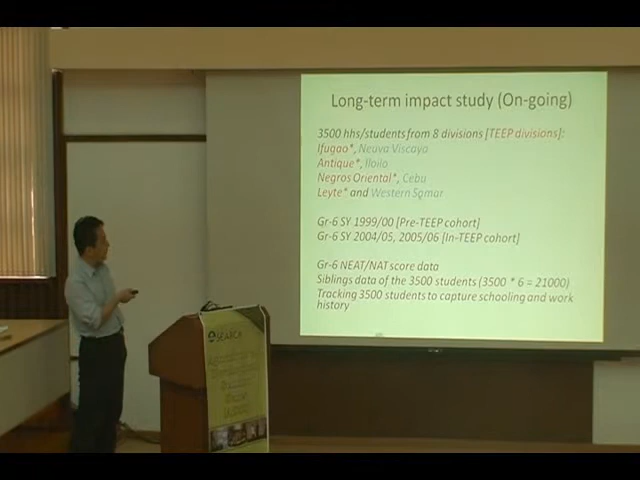 Long-term impact study (On-going)
3500 hhs/students from 8 divisions [TEEP divisions]:
Ifugao*, Neuva Viscaya
Antique*, Iloilo
Negros Oriental*, Cebu
Leyte* and Western Samar
Gr-6 SY 1999/00 [Pre-TEEP cohort]
Gr-6 SY 2004/05, 2005/06 [In-TEEP cohort]
Gr-6 NEAT/NAT score data
Siblings data of the 3500 students (3500 * 6 = 21000)
Tracking 3500 students to capture schooling and work
history
SEARCA